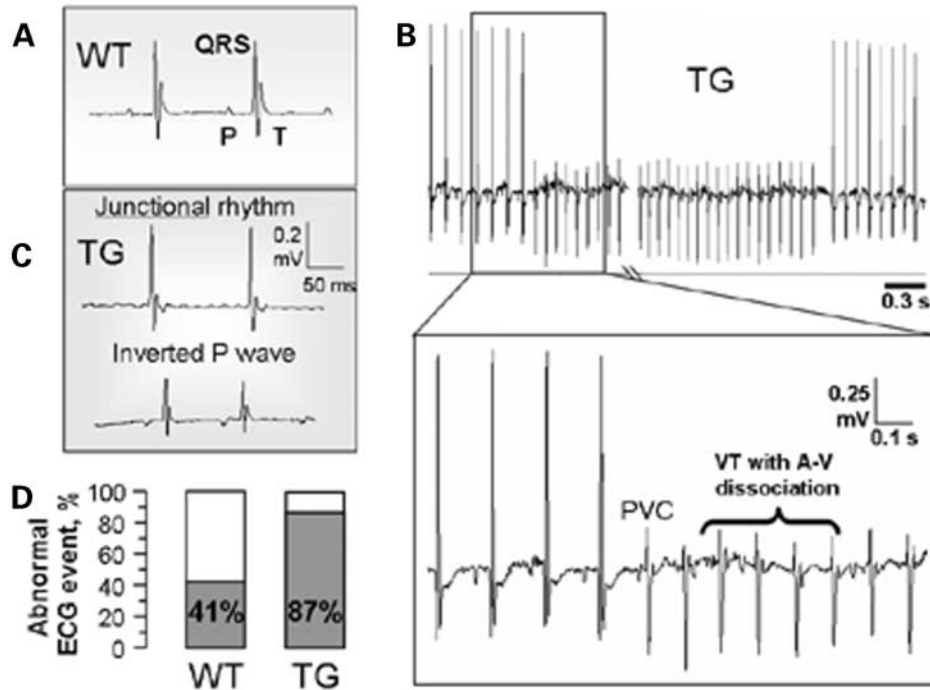 A
WT
QRS
P
T
B
TG
0.3 s
C
Junctional rhythm
TG
0.2
mV
50 ms
Inverted P wave
0.25
mV
0.1 s
VT with A-V
dissociation
PVC
D
Abnormal
ECG event, %
100
80
60
40
20
0
41%
87%
WT
TG